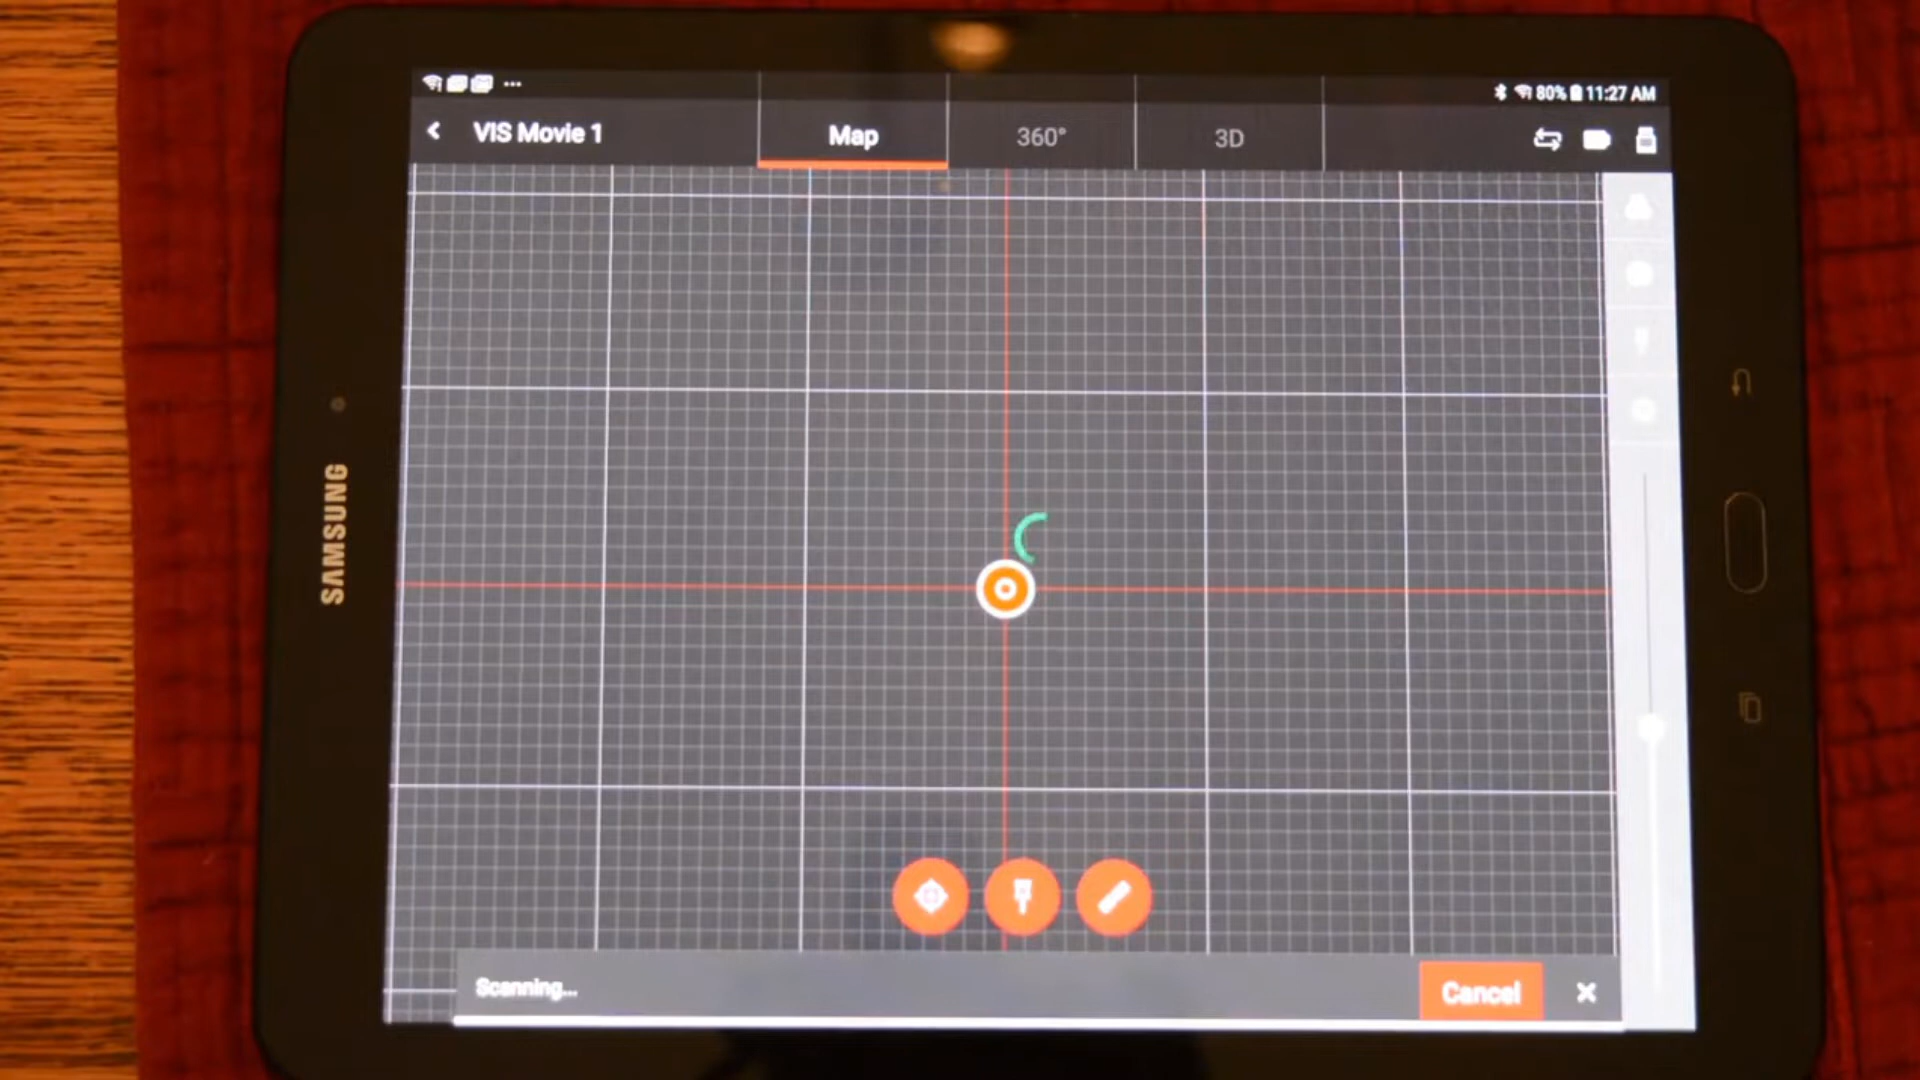 80% 11:27 AM
VIS Movie 1
Map
360°
3D
SAMSUNG
Scanning...
Cancel